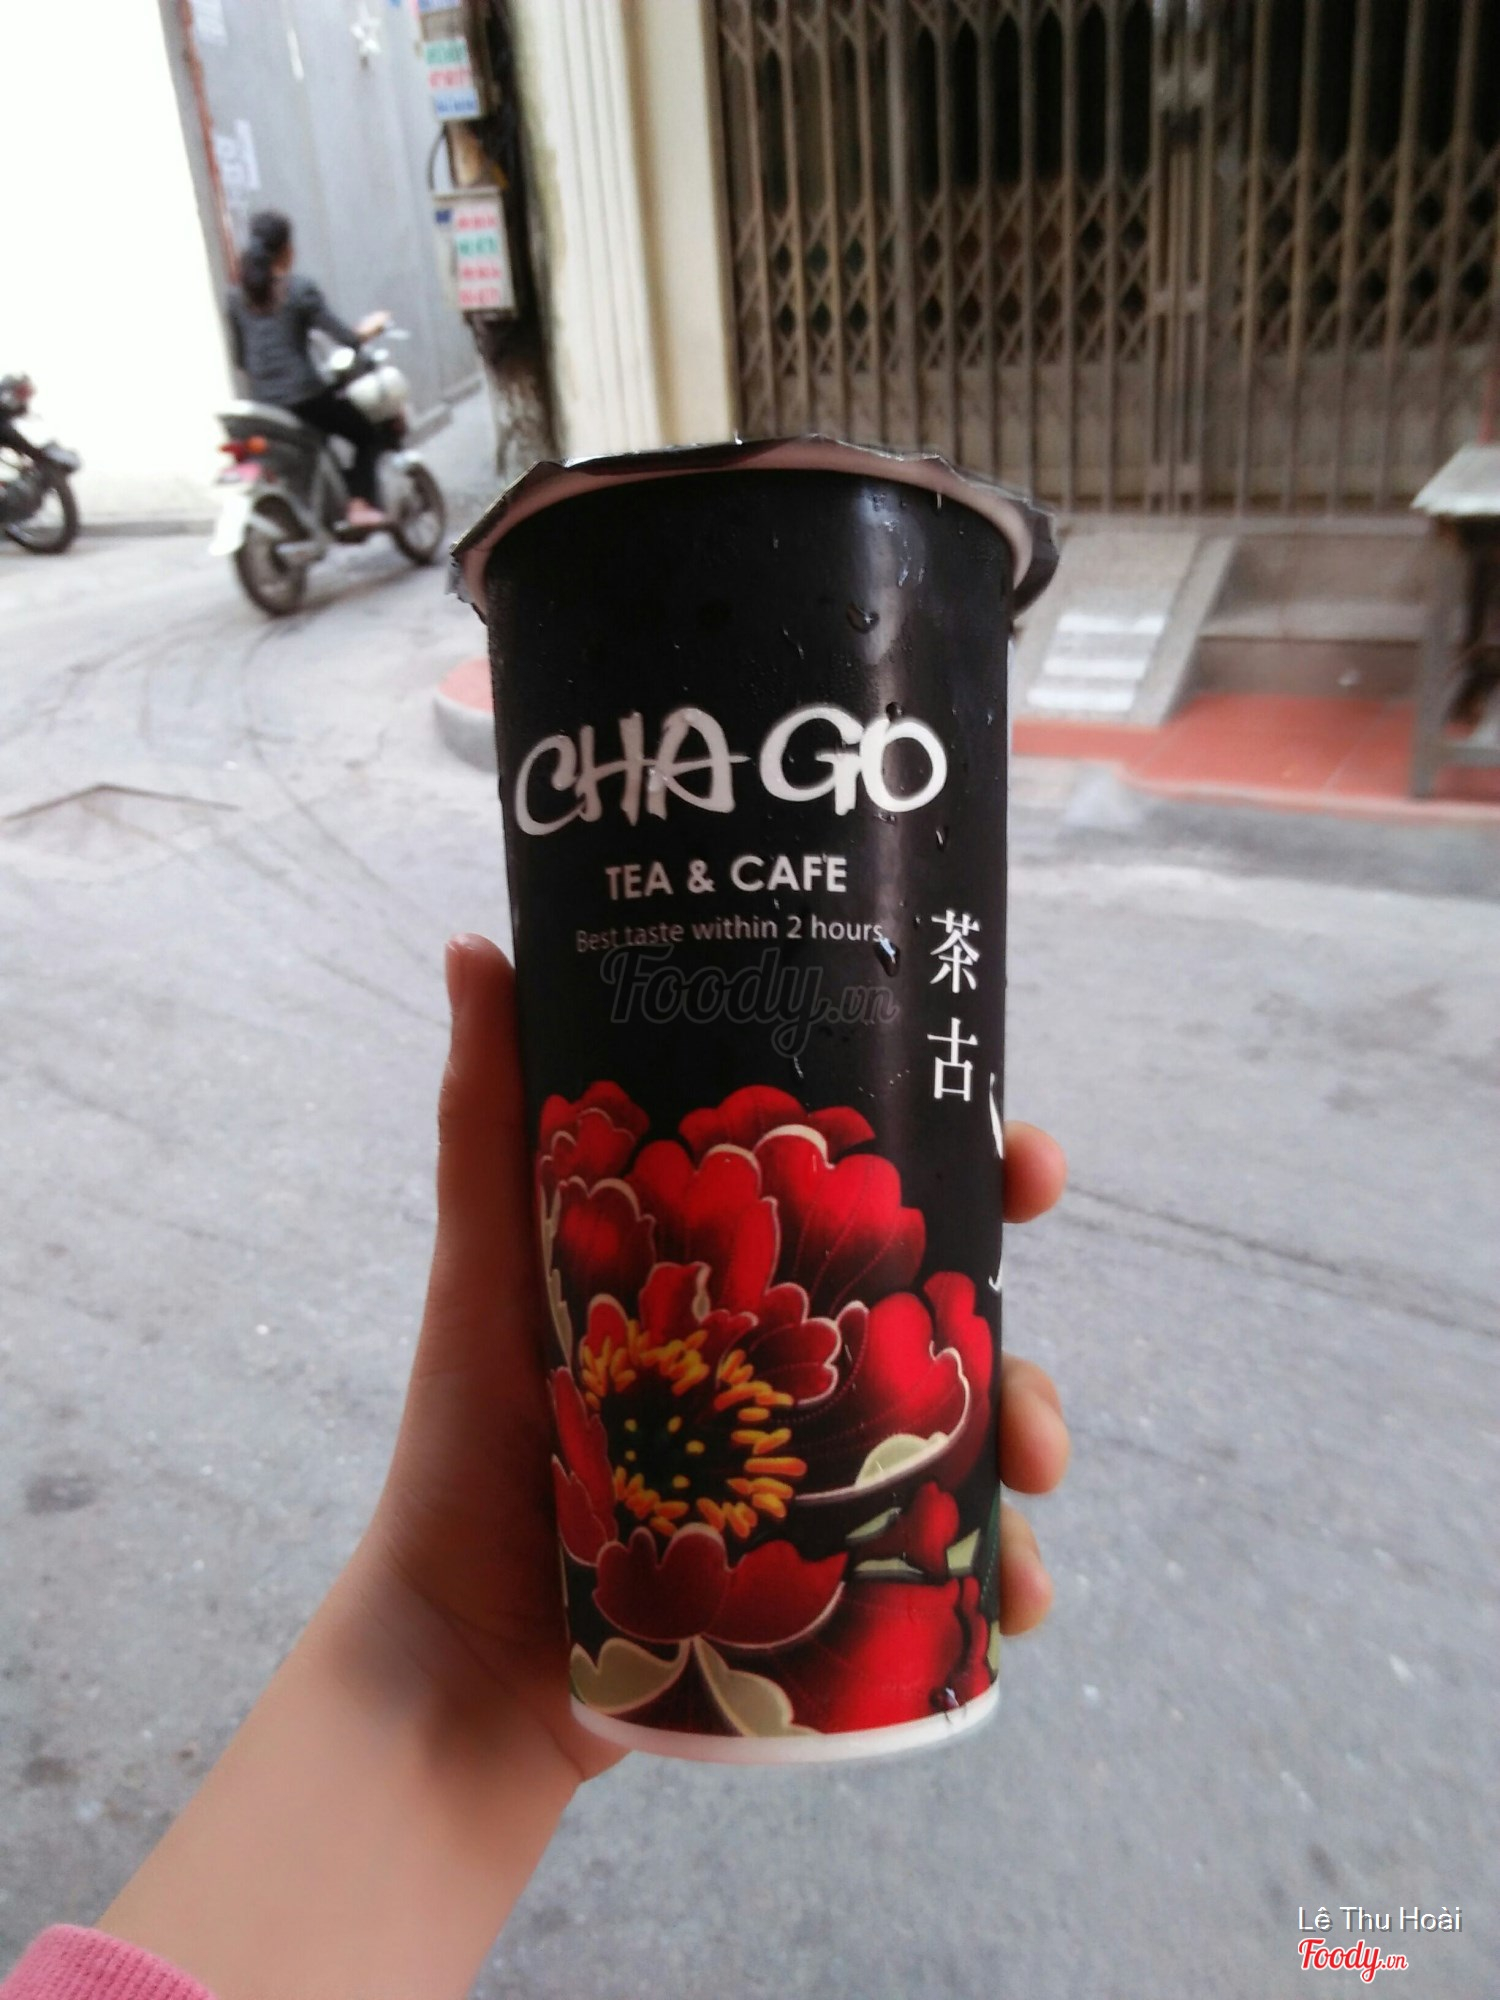 CHA GO
TEA & CAFE
Best taste within 2 hours.
茶古
Foody.vn
Lê Thu Hoài
Foody.vn